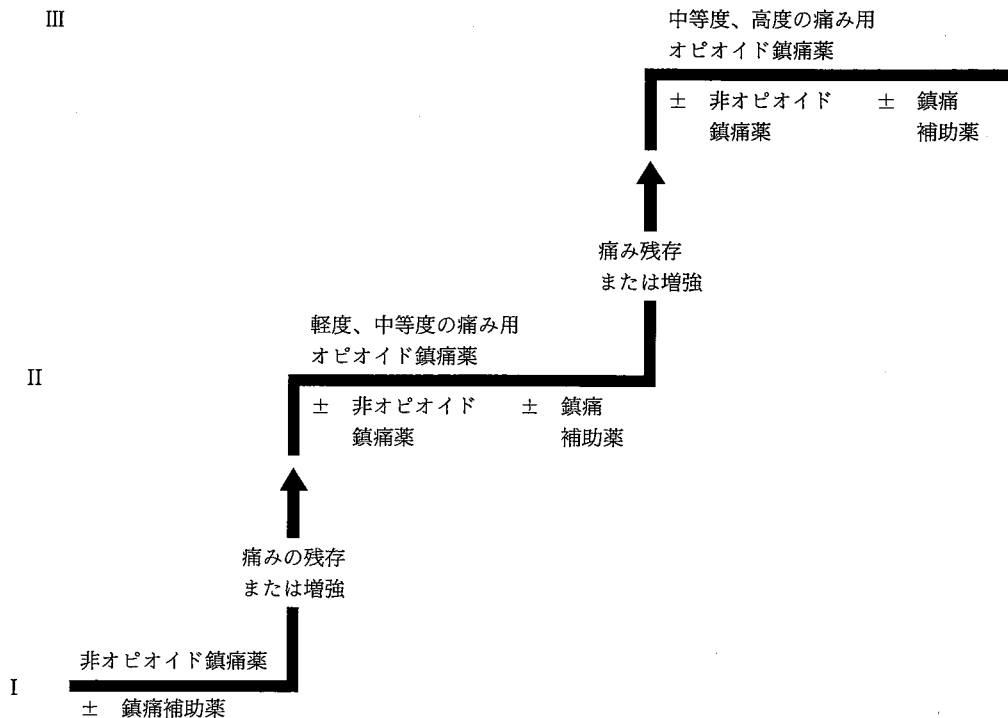 III
中等度、高度の痛み用
オピオイド鎮痛薬
± 非オピオイド ± 鎮痛
鎮痛薬 補助薬
痛み残存
または増強
軽度、中等度の痛み用
オピオイド鎮痛薬
II
± 非オピオイド ± 鎮痛
鎮痛薬 補助薬
痛みの残存
または増強
非オピオイド鎮痛薬
I
± 鎮痛補助薬